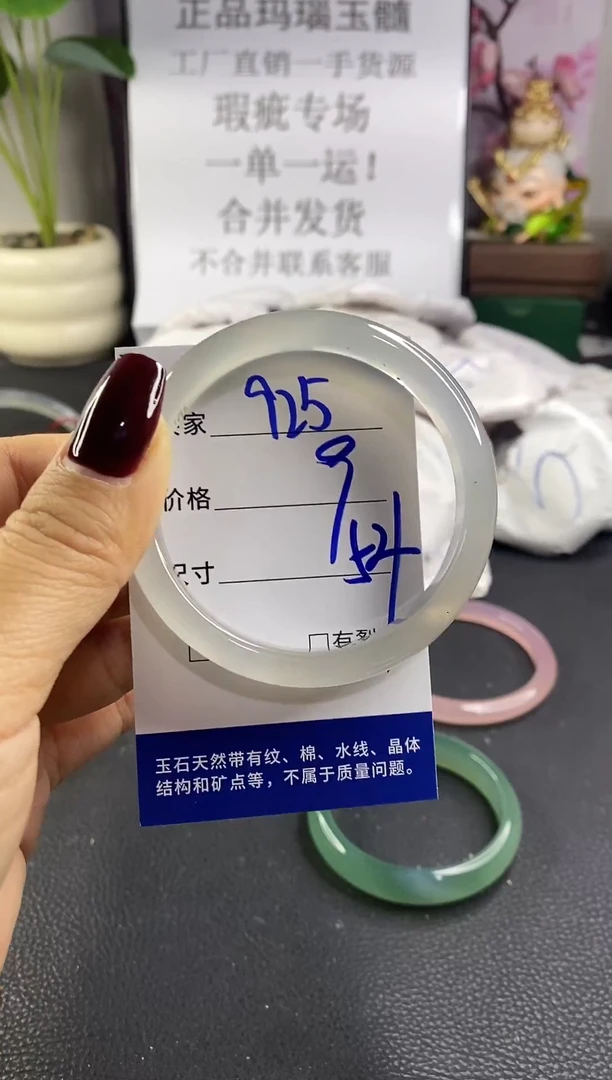 正品玛瑙玉髓
工厂直销一手货源
瑕疵专场
一单一运！
合并发货
不合并联系客服
家 925
价格 9
尺寸 54
□有裂
玉石天然带有纹、棉、水线、晶体
结构和矿点等，不属于质量问题。